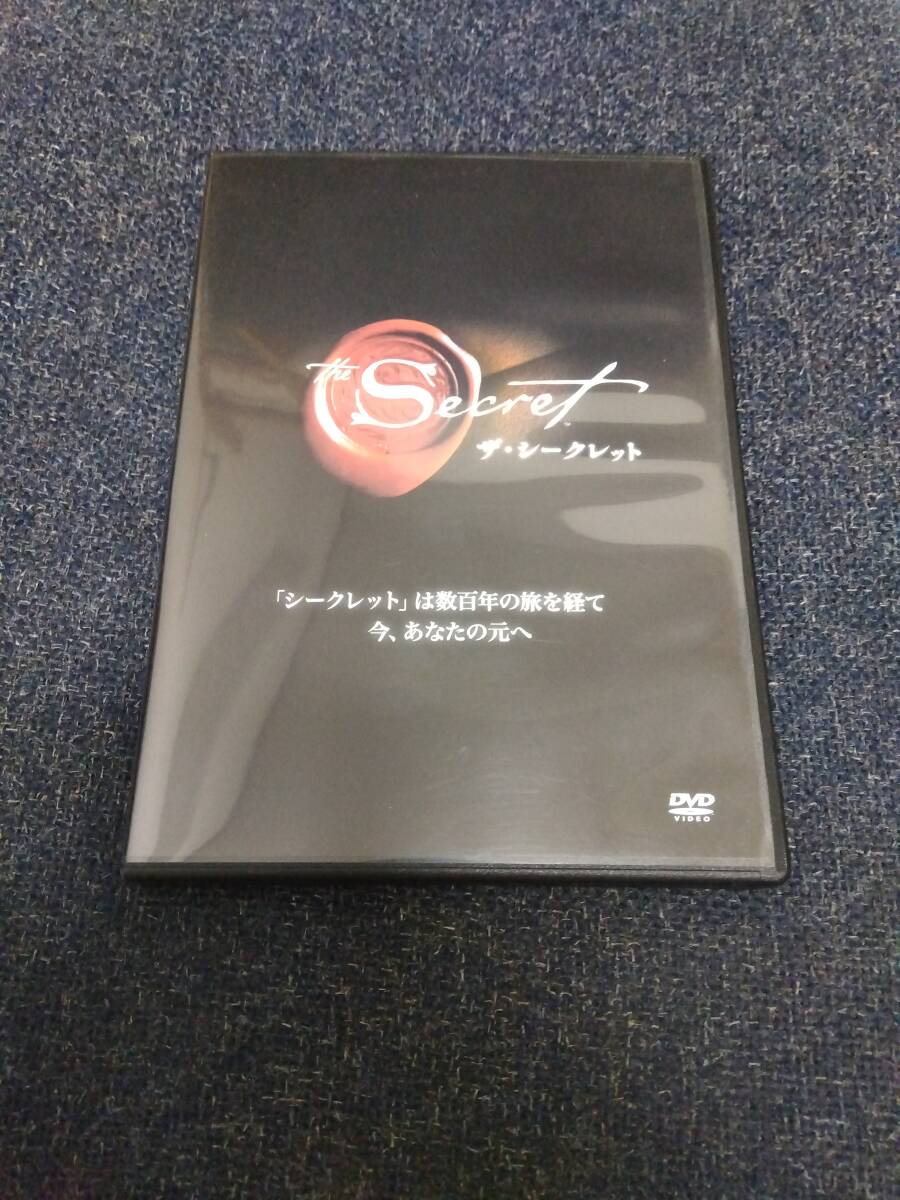 the Secret™
ザ・シークレット
「シークレット」は数百年の旅を経て
今、あなたの元へ
DVD
VIDEO